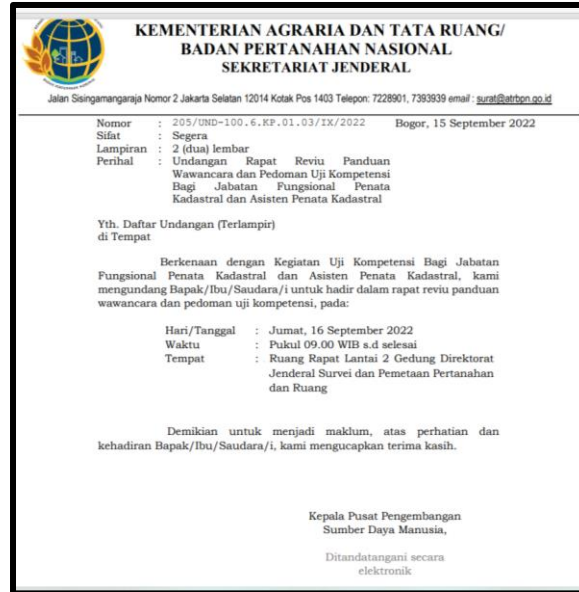 KEMENTERIAN AGRARIA DAN TATA RUANG/
BADAN PERTANAHAN NASIONAL
SEKRETARIAT JENDERAL
Jalan Sisingamangaraja Nomor 2 Jakarta Selatan 12014 Kotak Pos 1403 Telepon: 7228901, 7393939 email : surat@atrbpn.go.id
Nomor : 205/UND-100.6.KP.01.03/IX/2022 Bogor, 15 September 2022
Sifat : Segera
Lampiran : 2 (dua) lembar
Perihal : Undangan Rapat Reviu Panduan
Wawancara dan Pedoman Uji Kompetensi
Bagi Jabatan Fungsional Penata
Kadastral dan Asisten Penata Kadastral
Yth. Daftar Undangan (Terlampir)
di Tempat
Berkenaan dengan Kegiatan Uji Kompetensi Bagi Jabatan
Fungsional Penata Kadastral dan Asisten Penata Kadastral, kami
mengundang Bapak/Ibu/Saudara/i untuk hadir dalam rapat reviu panduan
wawancara dan pedoman uji kompetensi, pada:
Hari/Tanggal : Jumat, 16 September 2022
Waktu : Pukul 09.00 WIB s.d selesai
Tempat : Ruang Rapat Lantai 2 Gedung Direktorat
Jenderal Survei dan Pemetaan Pertanahan
dan Ruang
Demikian untuk menjadi maklum, atas perhatian dan
kehadiran Bapak/Ibu/Saudara/i, kami mengucapkan terima kasih.
Kepala Pusat Pengembangan
Sumber Daya Manusia,
Ditandatangani secara
elektronik